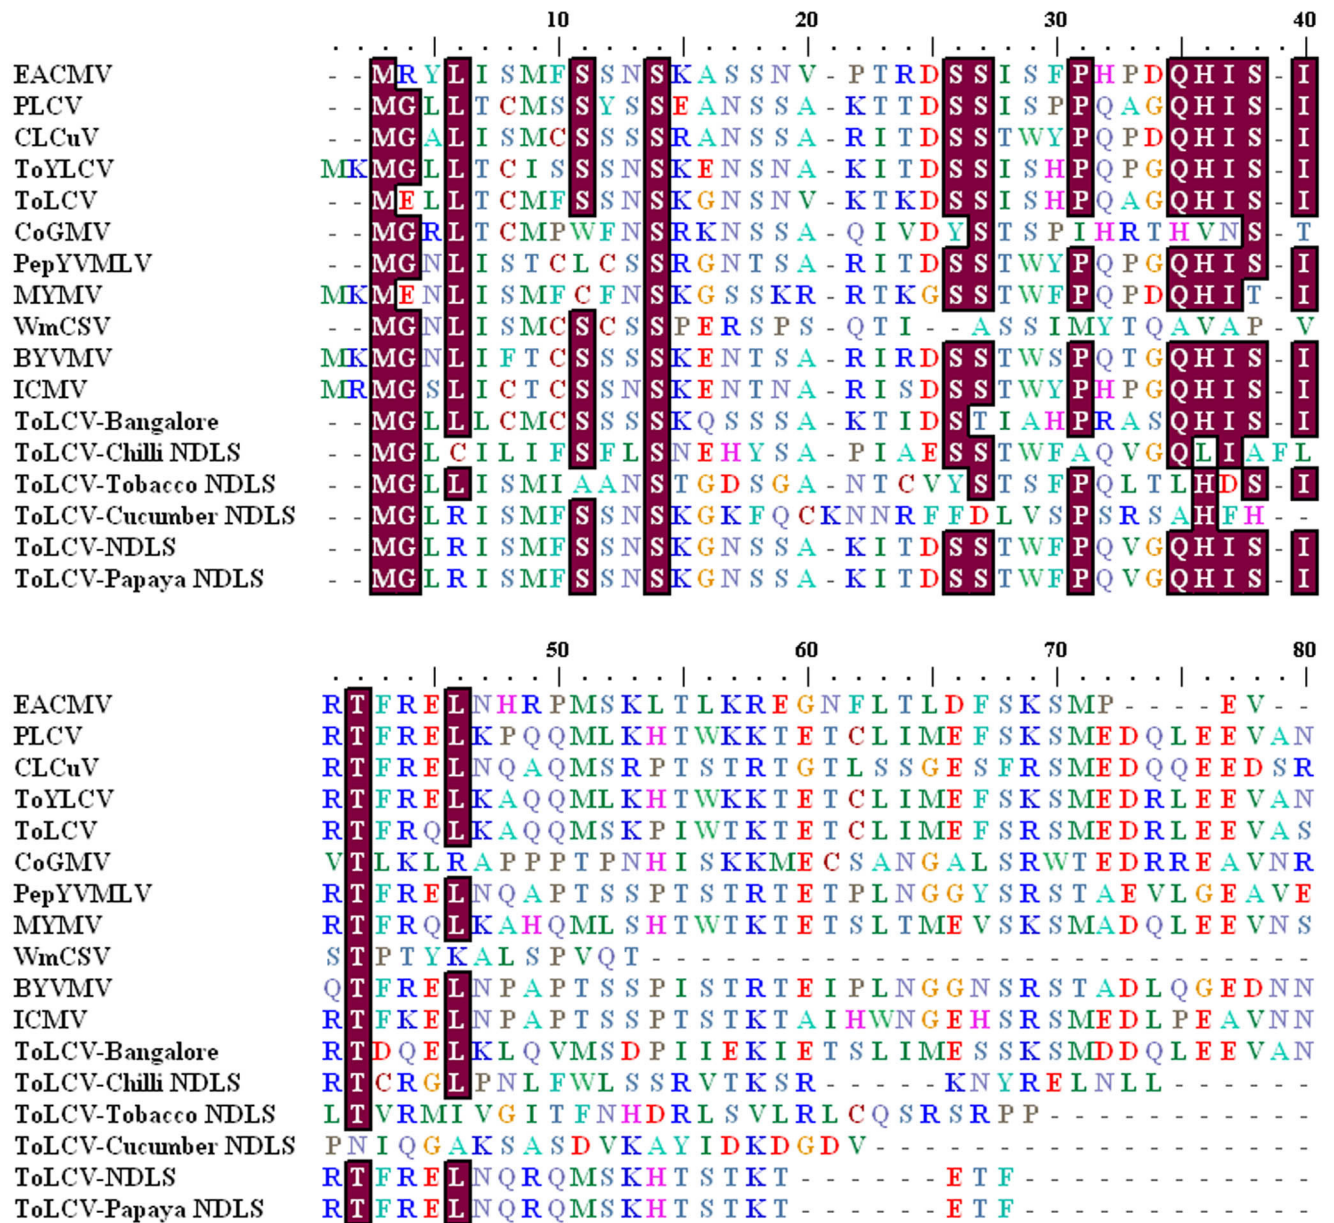 10 20 30 40
EACMV --MRYLISMFSSNSKASSNV-PTRDSSISFPHPDQHIS-I
PLCV --MGLLTCMSSYSSEANSSA-KTTDSSISPPQAGQHIS-I
CLCuV --MGALISMCSSSSRANSSA-RITDSSTWYPQPDQHIS-I
ToYLCV MKMGLLTCISSSNSKENSNA-KITDSSISHPQPGQHIS-I
ToLCV --MELLTCMFSSNSKGNSNV-KTKDSSISHPQAGQHIS-I
CoGMV --MGRLTCMPWFNSRKNSSA-QIVDYSTSPIHRTHVNS-T
PepYVMLV --MGNLISTCLCSSRGNTSA-RITDSSTWYPQPGQHIS-I
MYMV MKMENLISMFCFNSKGSSKR-RTKGSSTWFPQPDQHIT-I
WmCSV --MGNLISMCSCSSPERSPS-QTI--ASSIMYTQAVAP-V
BYVMV MKMGNLIFTCSSSSKENTSA-RIRDSSTWSPQTGQHIS-I
ICMV MRMGSLICTCSSNSKENTNA-RISDSSTWYPHPGQHIS-I
ToLCV-Bangalore --MGLLLCMCSSSSKQSSSA-KTIDSTIAHPRASQHIS-I
ToLCV-Chilli NDLS --MGLCILIFSFLSNEHYSA-PIAESSTWFAQVGQLIAFL
ToLCV-Tobacco NDLS --MGLLISMIAANSTGDSGA-NTCVYSTSFPQLTLHDS-I
ToLCV-Cucumber NDLS --MGLRISMFSSNSKGKFQCKNNRFFDLVSPSRSAHFH--
ToLCV-NDLS --MGLRISMFSSNSKGNSSA-KITDSSTWFPQVGQHIS-I
ToLCV-Papaya NDLS --MGLRISMFSSNSKGNSSA-KITDSSTWFPQVGQHIS-I
50 60 70 80
EACMV RTFRELNHRPMSKLTLKREGNFLTLDFSKSMP----EV--
PLCV RTFRELKPQQMLKHTWKKTETCLIMEFSKSMEDQLEEVAN
CLCuV RTFRELNQAQMSRPTSTRTGTLSSGESFRSMEDQQEEDSR
ToYLCV RTFRELKAQQMLKHTWKKTETCLIMEFSKSMEDRLEEVAN
ToLCV RTFRQLKAQQMSKPIWTKTETCLIMEFSRSMEDRLEEVAS
CoGMV VTLKLRAPPPTPNHISKKMECSANGALSRWTEDRREAVNR
PepYVMLV RTFRELNQAPTSSPTSTRTETPLNGGYSRSTAEVLGEAVE
MYMV RTFRQLKAHQMLSHTWTKTETSLTMEVSKSMADQLEEVNS
WmCSV STPTYKALSPVQT---------------------------
BYVMV QTFRELNPAPTSSPISTRTEIPLNGGNSRSTADLQGEDNN
ICMV RTFKELNPAPTSSPTSTKTAIHWNGEHSRSMEDLPEAVNN
ToLCV-Bangalore RTDQELKLQVMSDPIIEKIETSLIMESSKSMDDQLEEVAN
ToLCV-Chilli NDLS RTCRGLPNLFWLSSRVTKSR-----KNYRELNLL------
ToLCV-Tobacco NDLS LTVRMIVGITFNHDRLSVLRLCQSRSRPP-----------
ToLCV-Cucumber NDLS PNIQGAKSASDVKAYIDKDGDV------------------
ToLCV-NDLS RTFRELNQRQMSKHTSTKT------ETF------------
ToLCV-Papaya NDLS RTFRELNQRQMSKHTSTKT------ETF------------